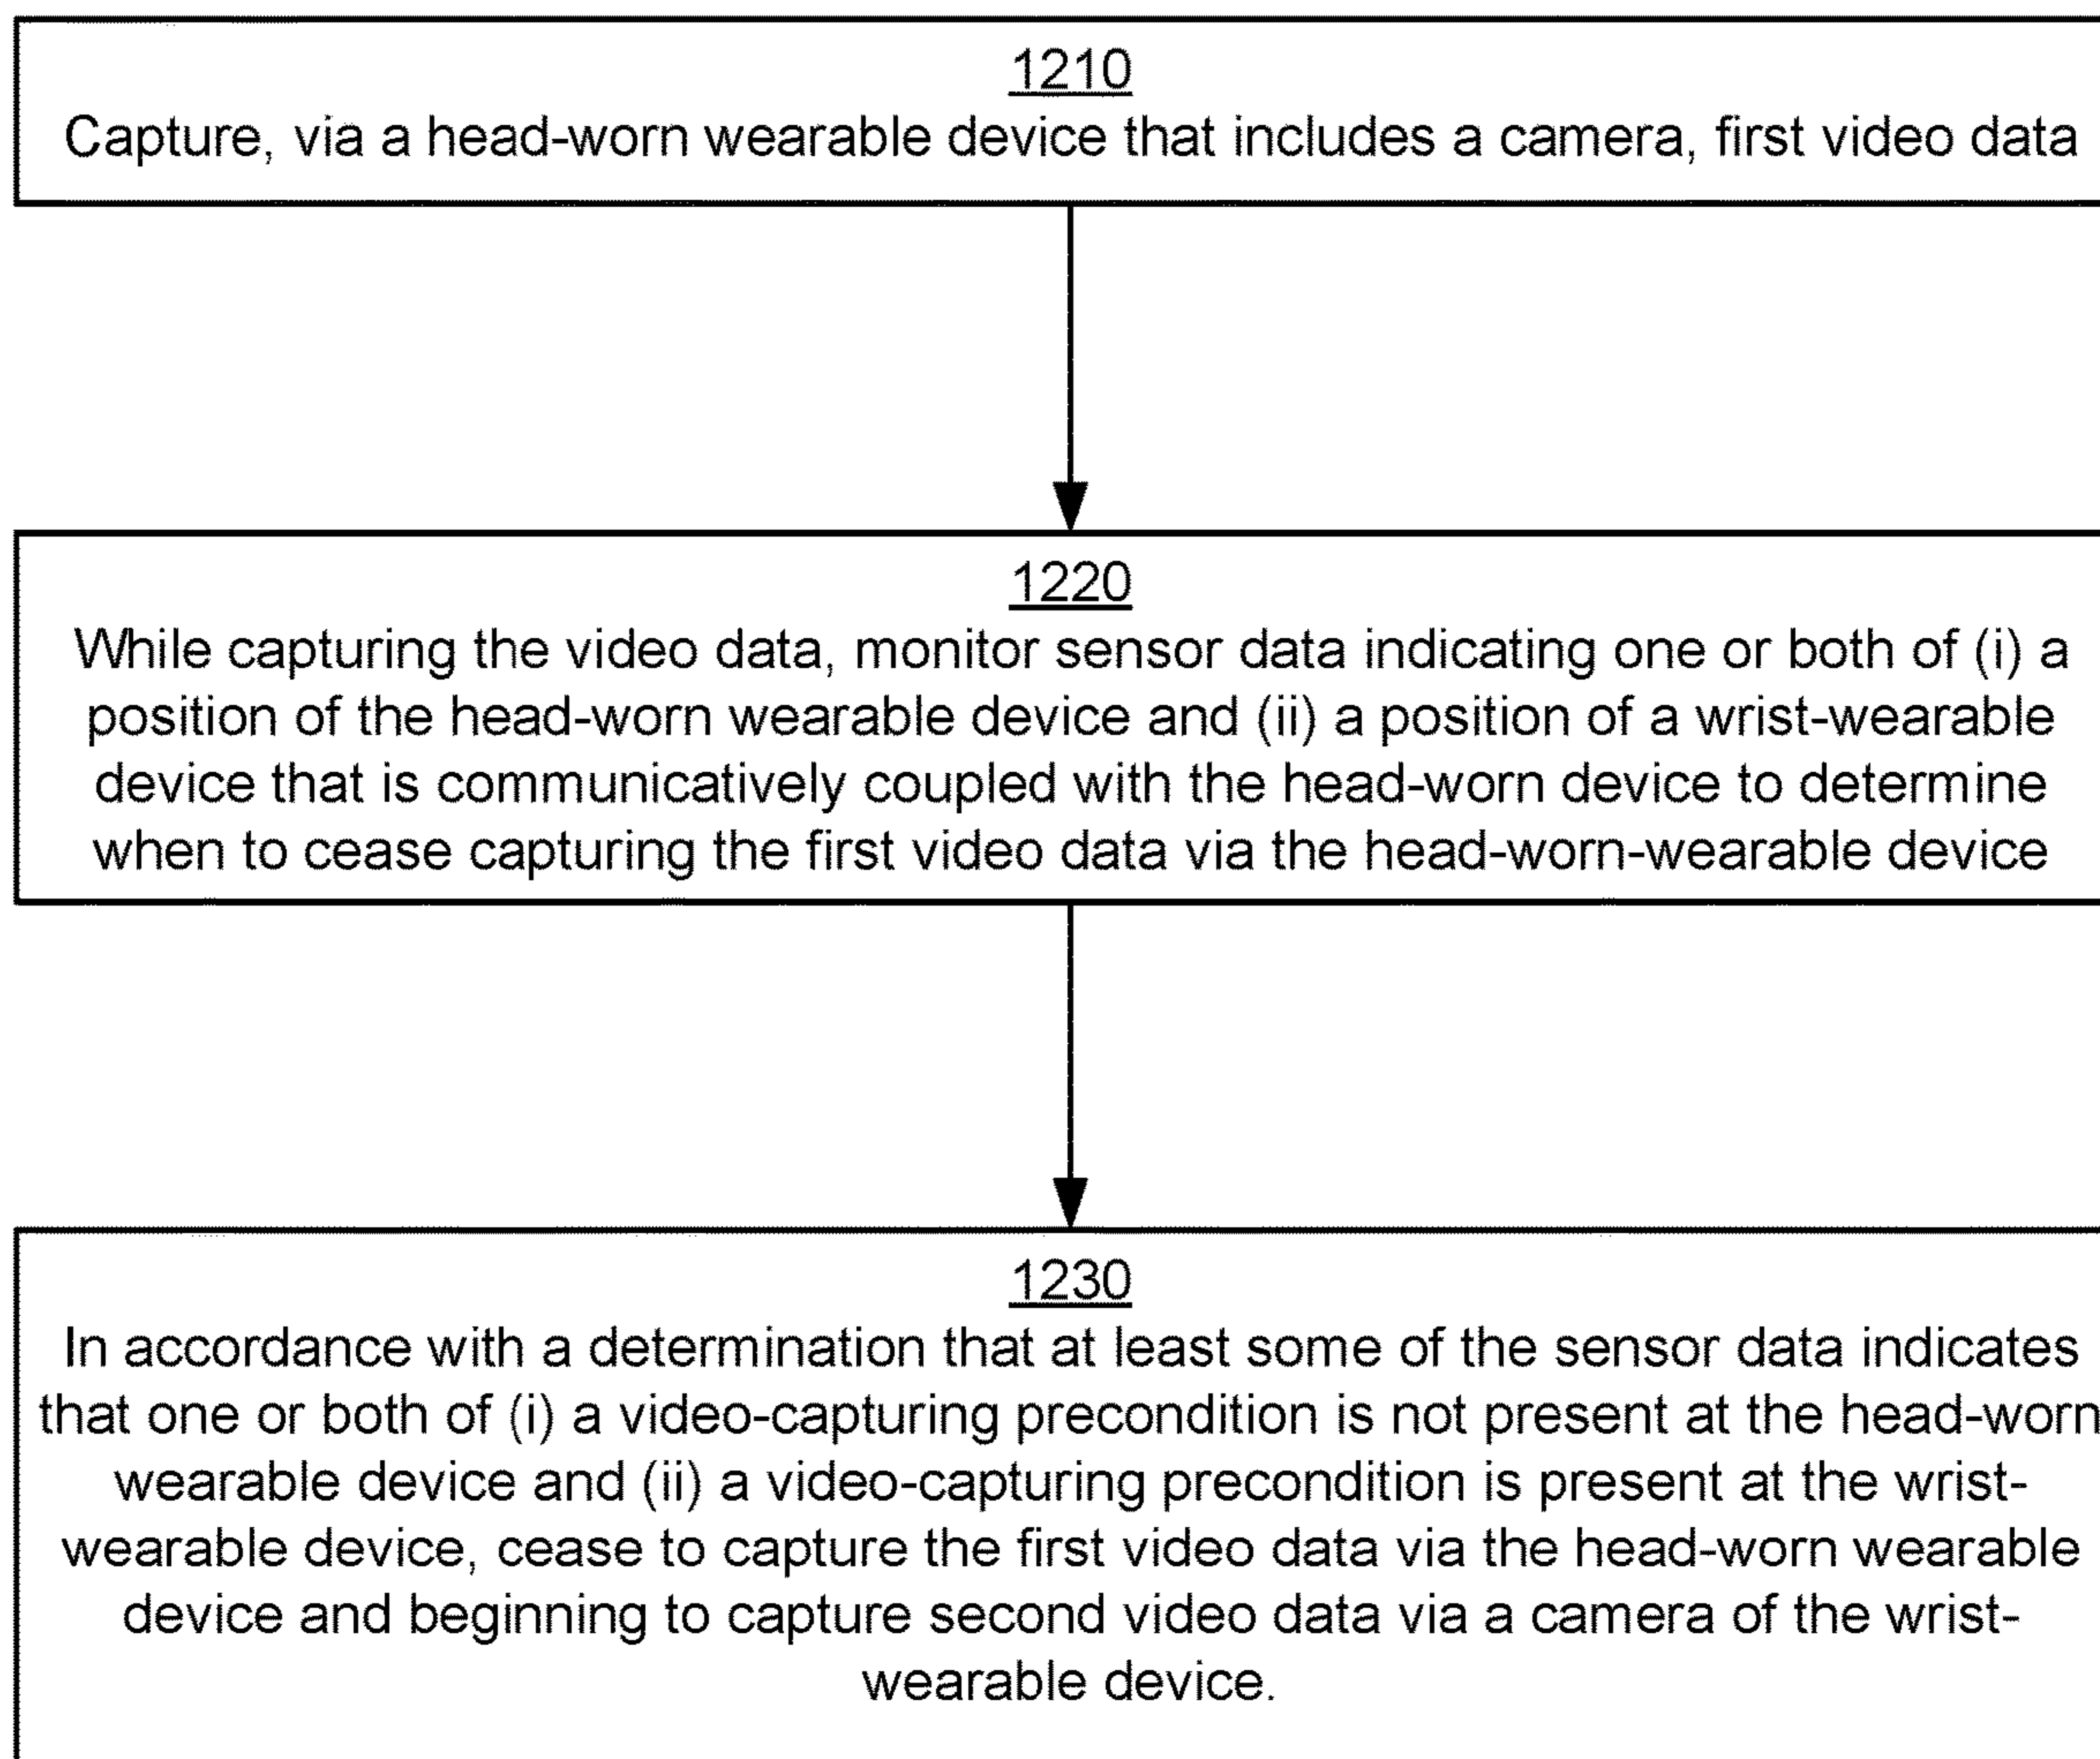 1210
Capture, via a head-worn wearable device that includes a camera, first video data
1220
While capturing the video data, monitor sensor data indicating one or both of (i) a
position of the head-worn wearable device and (ii) a position of a wrist-wearable
device that is communicatively coupled with the head-worn device to determine
when to cease capturing the first video data via the head-worn-wearable device
1230
In accordance with a determination that at least some of the sensor data indicates
that one or both of (i) a video-capturing precondition is not present at the head-worn
wearable device and (ii) a video-capturing precondition is present at the wrist-
wearable device, cease to capture the first video data via the head-worn wearable
device and beginning to capture second video data via a camera of the wrist-
wearable device.